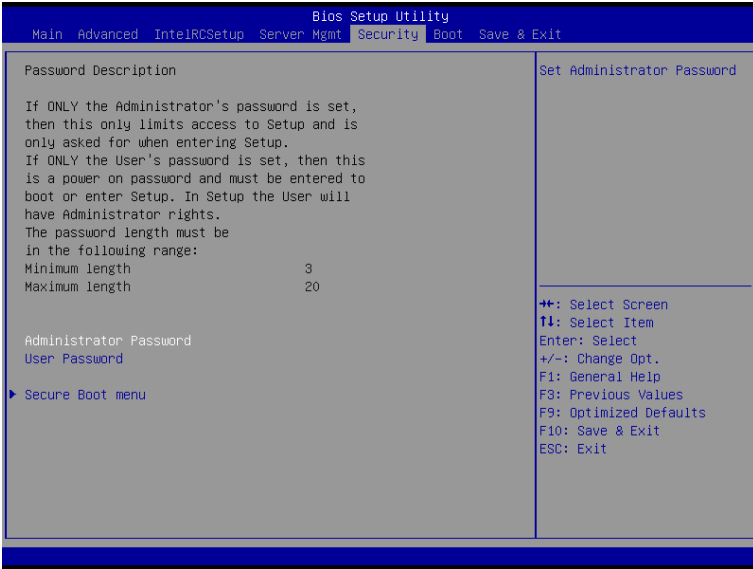 Bios Setup Utility
Main Advanced IntelRCSetup Server Mgmt Security Boot Save & Exit
Password Description
If ONLY the Administrator's password is set,
then this only limits access to Setup and is
only asked for when entering Setup.
If ONLY the User's password is set, then this
is a power on password and must be entered to
boot or enter Setup. In Setup the User will
have Administrator rights.
The password length must be
in the following range:
Minimum length 3
Maximum length 20
Administrator Password
User Password
Secure Boot menu
Set Administrator Password
→←: Select Screen
↑↓: Select Item
Enter: Select
+/-: Change Opt.
F1: General Help
F3: Previous Values
F9: Optimized Defaults
F10: Save & Exit
ESC: Exit